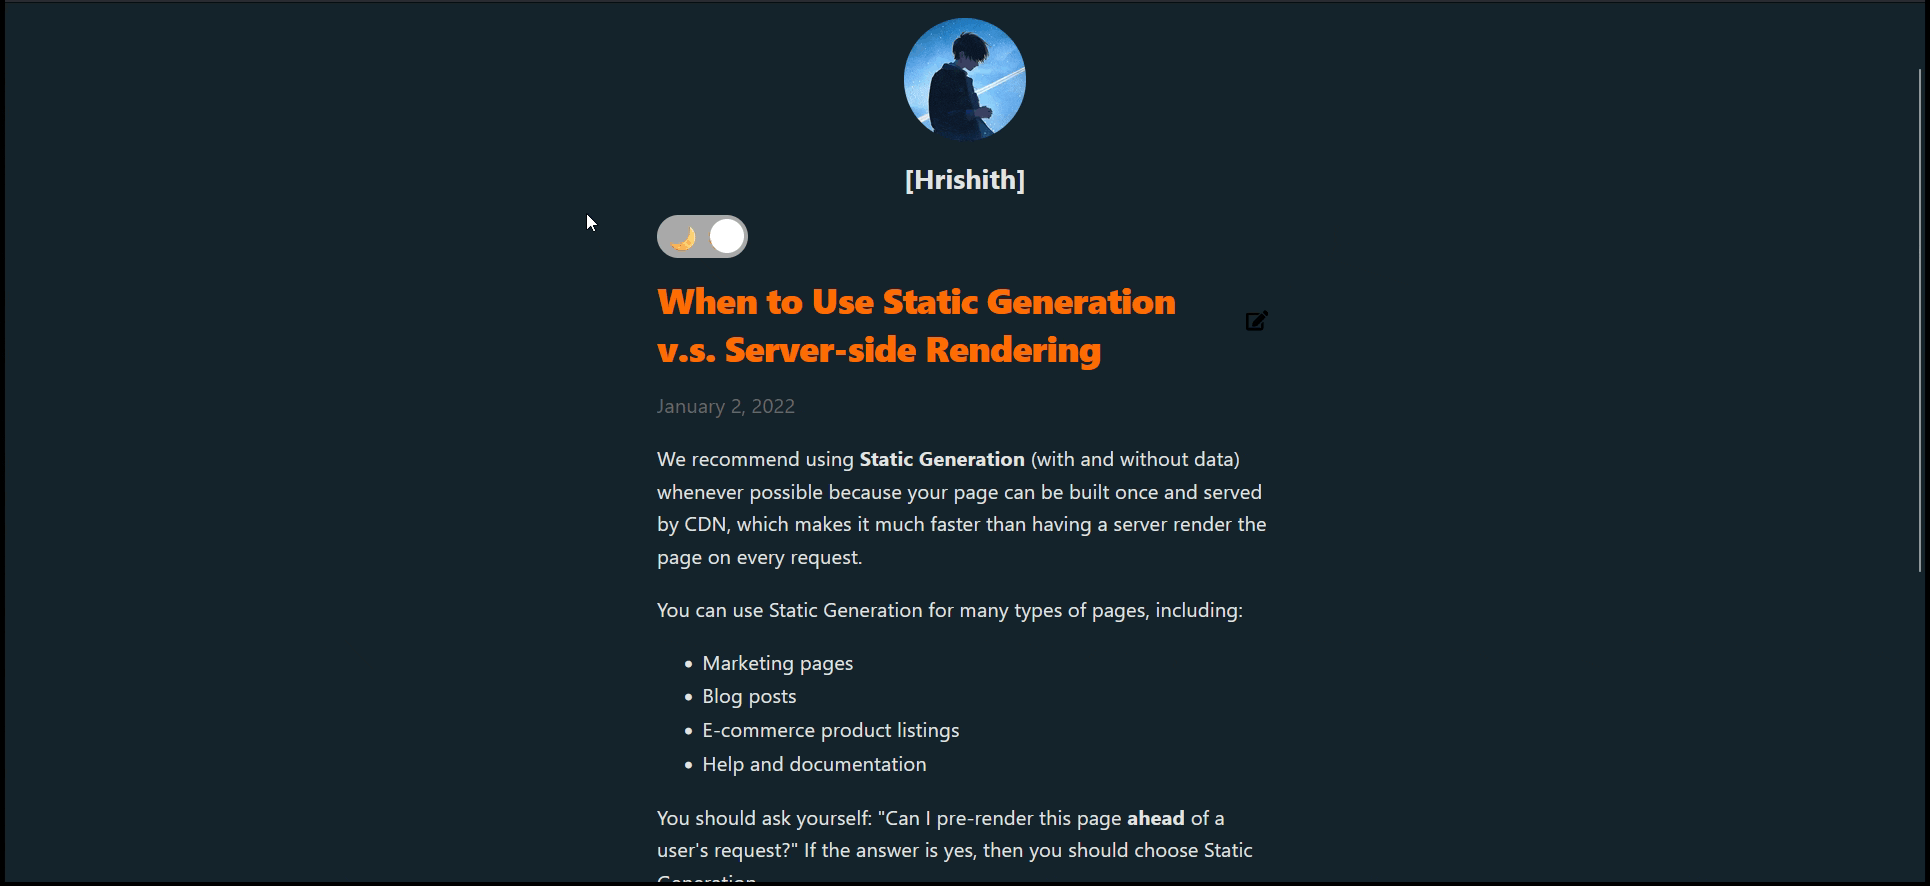 [Hrishith]
When to Use Static Generation
v.s. Server-side Rendering
January 2, 2022
We recommend using Static Generation (with and without data)
whenever possible because your page can be built once and served
by CDN, which makes it much faster than having a server render the
page on every request.
You can use Static Generation for many types of pages, including:
• Marketing pages
• Blog posts
• E-commerce product listings
• Help and documentation
You should ask yourself: "Can I pre-render this page ahead of a
user's request?" If the answer is yes, then you should choose Static
Generation.